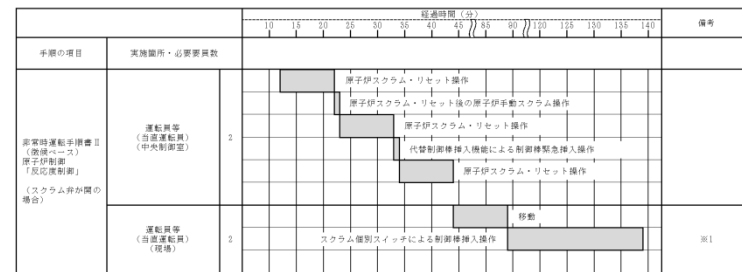 経過時間（分）
備考
10 15 20 25 30 35 45 85 90 120 125 130 135 140
手順の項目
実施箇所・必要要員数
原子炉スクラム・リセット操作
原子炉スクラム・リセット後の原子炉手動スクラム操作
原子炉スクラム・リセット操作
代替制御棒挿入機能による制御棒緊急挿入操作
原子炉スクラム・リセット操作
運転員等
（当直運転員）
（中央制御室）
2
非常時運転手順書Ⅱ
（徴候ベース）
原子炉制御
「反応度制御」
（スクラム弁が開の
場合）
移動
スクラム個別スイッチによる制御棒挿入操作
運転員等
（当直運転員）
（現場）
2
※1